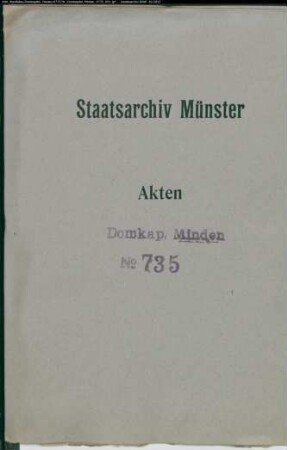 Staatsarchiv Münster
Akten
Domkap. Minden
No 735